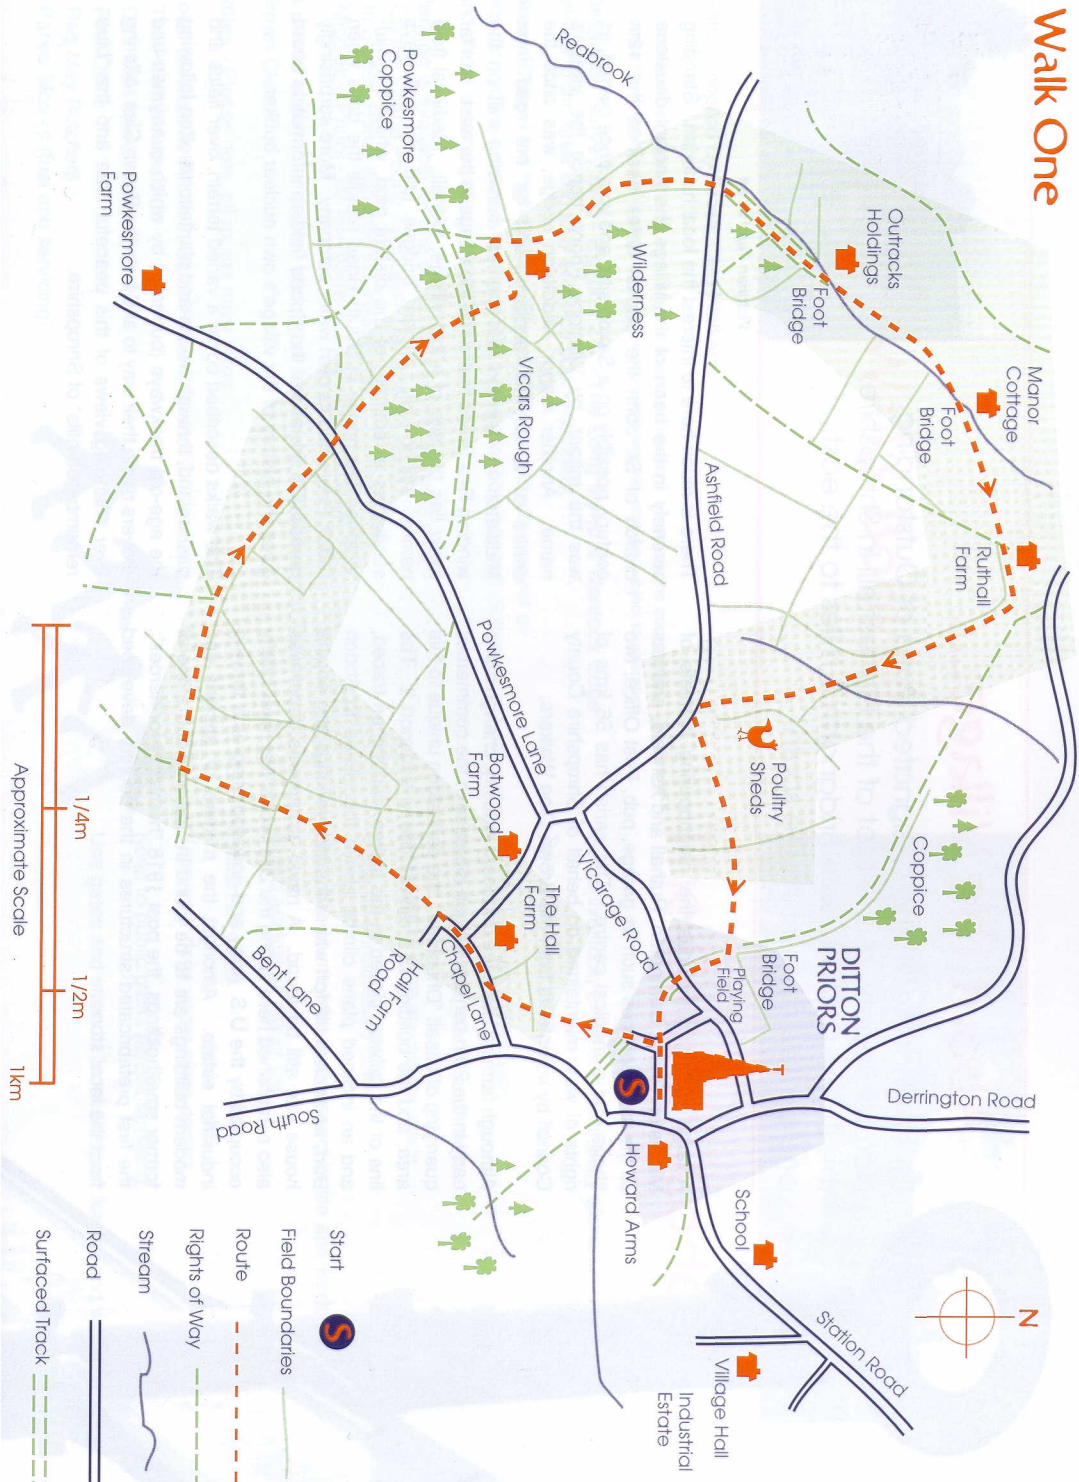 Walk One
Reabrook
Powkesmore
Coppice
Powkesmore
Farm
Outracks
Holdings
Foot
Bridge
Wilderness
Manor
Cottage
Foot
Bridge
Vicars Rough
Ashfield Road
Ruthall
Farm
Powkesmore Lane
Botwood
Farm
Poultry
Sheds
Coppice
Vicarage Road
The Hall
Farm
Chapel Lane
Hall Farm
Road
Bent Lane
South Road
DITTON
PRIORS
Foot
Bridge
Playing
Field
Derrington Road
S
Howard Arms
School
Station Road
Village Hall
Industrial
Estate
N
1/4m
1/2m
1km
Approximate Scale
Start
S
Field Boundaries
Route
Rights of Way
Stream
Road
Surfaced Track